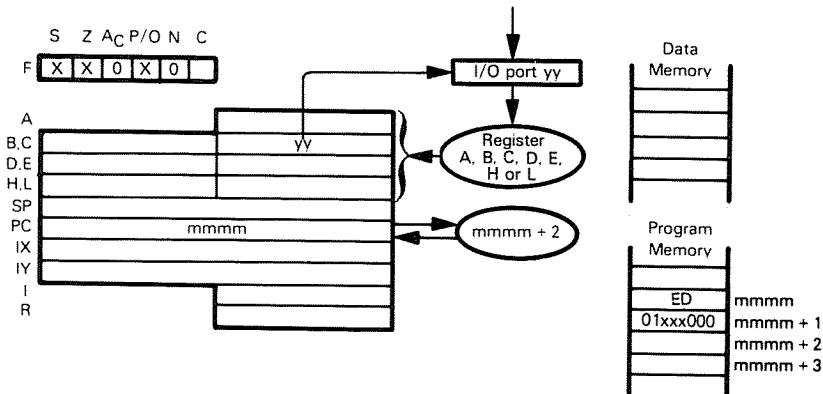 S Z AC P/O N C
F X X 0 X 0
A
B,C yy
D,E
H,L
SP
PC mmmm
IX
IY
I
R
I/O port yy
Register
A, B, C, D, E,
H or L
mmmm + 2
Data
Memory
Program
Memory
ED mmmm
01xxx000 mmmm + 1
mmmm + 2
mmmm + 3